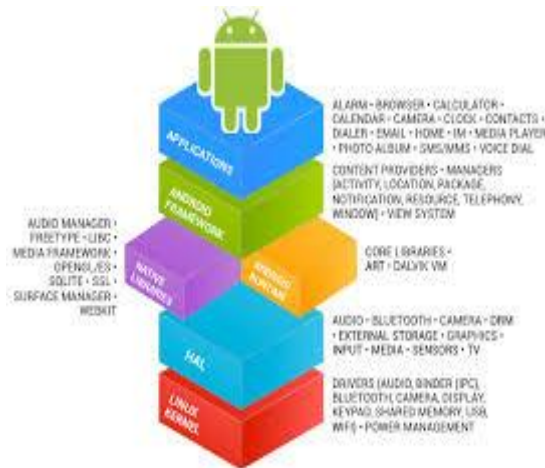 ALARM • BROWSER • CALCULATOR •
CALENDAR • CAMERA • CLOCK • CONTACTS •
DIALER • EMAIL • HOME • IM • MEDIA PLAYER
• PHOTO ALBUM • SMS/MMS • VOICE DIAL
APPLICATIONS
CONTENT PROVIDERS • MANAGERS
(ACTIVITY, LOCATION, PACKAGE,
NOTIFICATION, RESOURCE, TELEPHONY,
WINDOW) • VIEW SYSTEM
ANDROID
FRAMEWORK
AUDIO MANAGER •
FREETYPE • LIBC •
MEDIA FRAMEWORK •
OPENGL/ES •
SQLITE • SSL •
SURFACE MANAGER •
WEBKIT
NATIVE
LIBRARIES
ANDROID
RUNTIME
CORE LIBRARIES •
ART • DALVIK VM
AUDIO • BLUETOOTH • CAMERA • DRM
• EXTERNAL STORAGE • GRAPHICS •
INPUT • MEDIA • SENSORS • TV
HAL
DRIVERS (AUDIO, BINDER (IPC),
BLUETOOTH, CAMERA, DISPLAY,
KEYPAD, SHARED MEMORY, USB,
WIFI) • POWER MANAGEMENT
LINUX
KERNEL